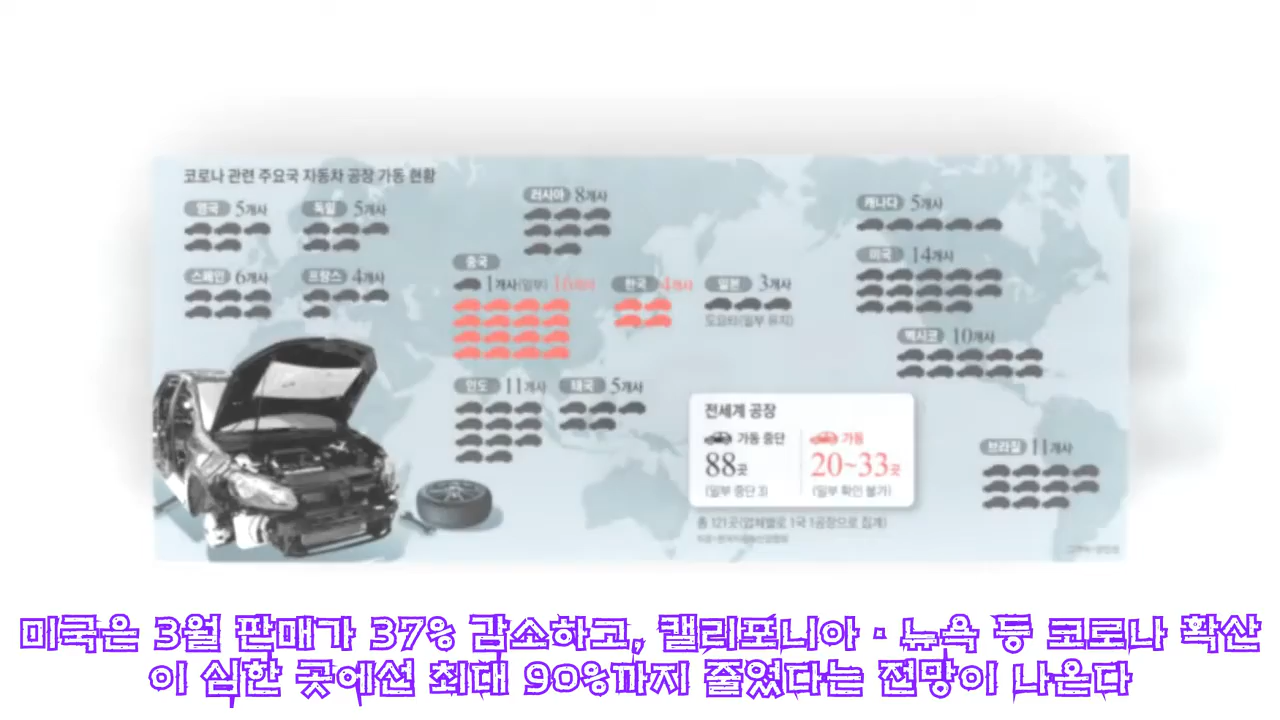 코로나 관련 주요국 자동차 공장 가동 현황
영국 5개사
독일 5개사
러시아 8개사
캐나다 5개사
스페인 6개사
프랑스 4개사
중국
1개사(일부) 16개사
한국 4개사
일본 3개사
도요타(일부 유지)
미국 14개사
멕시코 10개사
인도 11개사
태국 5개사
브라질 11개사
전세계 공장
가동 중단
88곳
(일부 중단 3)
가동
20~33곳
(일부 확인 불가)
총 121곳(업체별로 1국 1공장으로 집계)
미국은 3월 판매가 37% 감소하고, 캘리포니아·뉴욕 등 코로나 확산
이 심한 곳에선 최대 90%까지 줄었다는 전망이 나온다